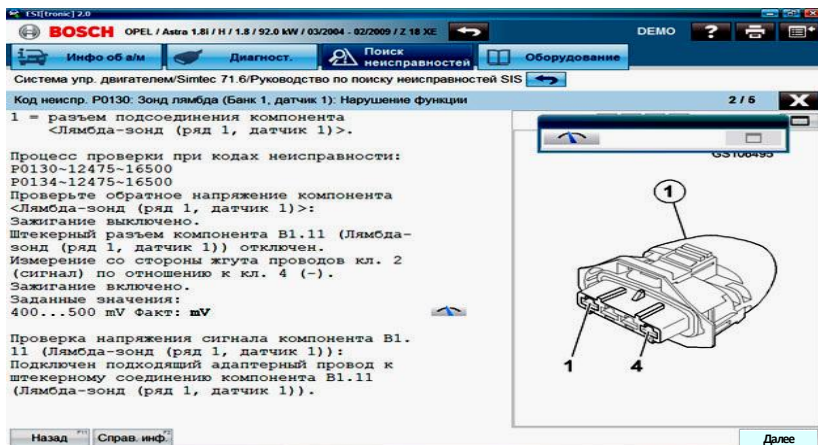 ESI[tronic] 2.0
BOSCH OPEL / Astra 1.8i / H / 1.8 / 92.0 kW / 03/2004 - 02/2009 / Z 18 XE DEMO ?
Инфо об а/м Диагност. Поиск неисправностей Оборудование
Система упр. двигателем/Simtec 71.6/Руководство по поиску неисправностей SIS
Код неиспр. P0130: Зонд лямбда (Банк 1, датчик 1): Нарушение функции 2 / 5 X
1 = разъем подсоединения компонента
<Лямбда-зонд (ряд 1, датчик 1)>.
Процесс проверки при кодах неисправности:
P0130~12475~16500
P0134~12475~16500
Проверьте обратное напряжение компонента
<Лямбда-зонд (ряд 1, датчик 1)>:
Зажигание выключено.
Штекерный разъем компонента B1.11 (Лямбда-
зонд (ряд 1, датчик 1)) отключен.
Измерение со стороны жгута проводов кл. 2
(сигнал) по отношению к кл. 4 (-).
Зажигание включено.
Заданные значения:
400...500 mV Факт: mV
Проверка напряжения сигнала компонента B1.
11 (Лямбда-зонд (ряд 1, датчик 1)):
Подключен подходящий адаптерный провод к
штекерному соединению компонента B1.11
(Лямбда-зонд (ряд 1, датчик 1)).
GS106495
1
1 4
Назад F11 Справ. инф. F2 Далее